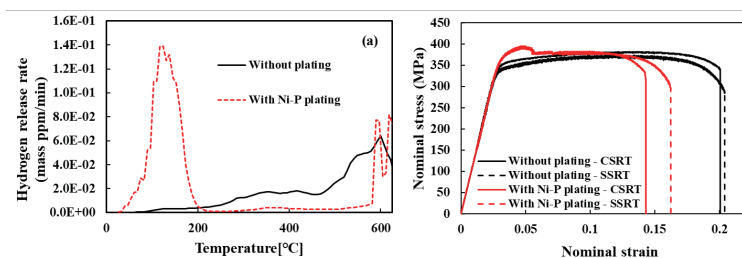 Hydrogen release rate
(mass ppm/min)
1.6E-01
1.4E-01
1.2E-01
1.0E-01
8.0E-02
6.0E-02
4.0E-02
2.0E-02
0.0E+00
(a)
Without plating
With Ni-P plating
0
200
400
600
Temperature[°C]
Nominal stress (MPa)
450
400
350
300
250
200
150
100
50
0
Without plating - CSRT
Without plating - SSRT
With Ni-P plating - CSRT
With Ni-P plating - SSRT
0
0.05
0.1
0.15
0.2
Nominal strain